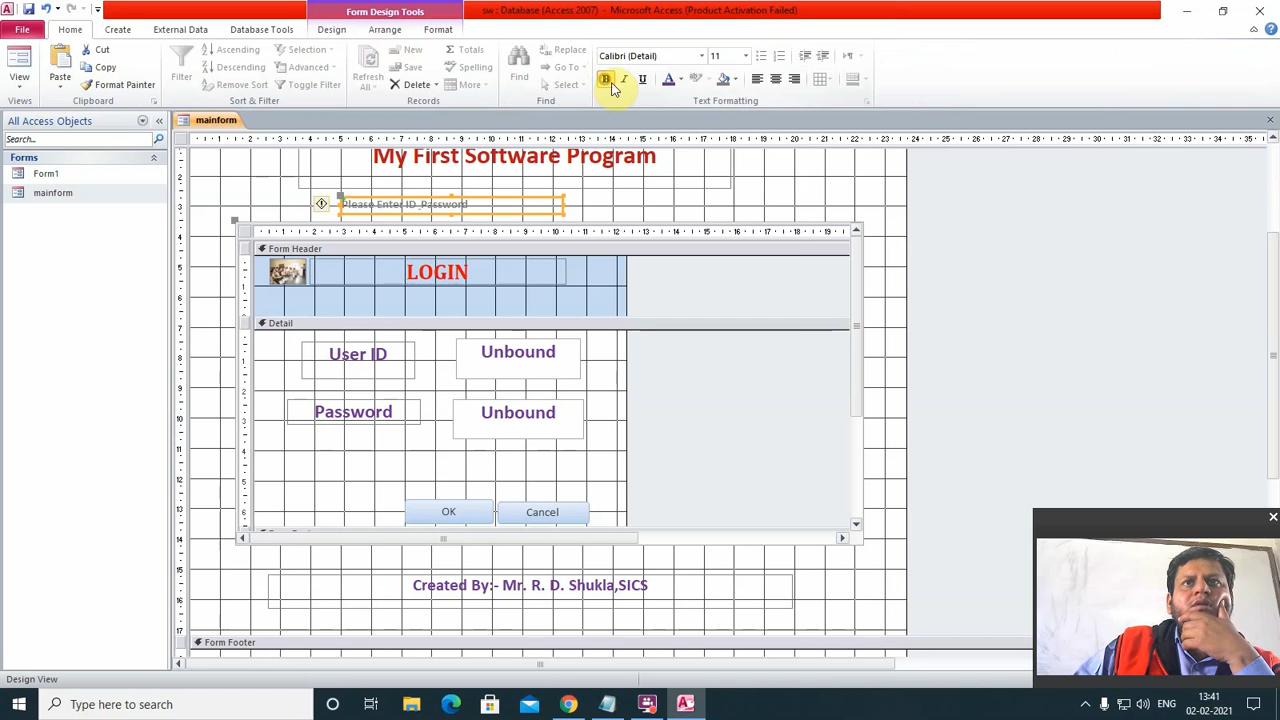 Form Design Tools
sw : Database (Access 2007) - Microsoft Access (Product Activation Failed)
File Home Create External Data Database Tools Design Arrange Format
View
Views
Paste
Cut
Copy
Format Painter
Clipboard
Filter
Ascending
Descending
Remove Sort
Selection
Advanced
Toggle Filter
Sort & Filter
Refresh All
New
Save
Delete
Totals
Spelling
More
Records
Find
Replace
Go To
Select
Find
Calibri (Detail) 11
B I U A
Text Formatting
All Access Objects
Search...
Forms
Form1
mainform
mainform
My First Software Program
Please Enter ID_Password
Form Header
LOGIN
Detail
User ID Unbound
Password Unbound
OK Cancel
Created By:- Mr. R. D. Shukla,SICS
Form Footer
Design View
Type here to search
ENG
13:41
02-02-2021